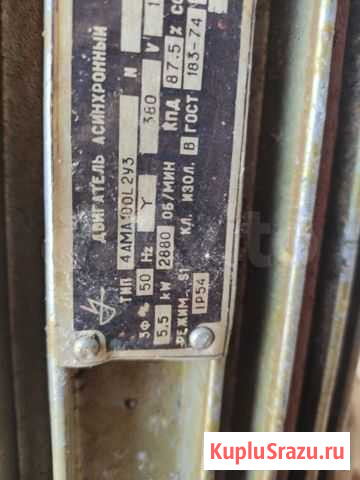 ДВИГАТЕЛЬ АСИНХРОННЫЙ
ТИП 4АМА100L2У3 N
3Ф 50 Hz Y 380 V
5.5 kW 2880 ОБ/МИН КПД 87.5 %
РЕЖИМ S1 КЛ. ИЗОЛ. В ГОСТ 183-74
IP54
KupluSrazu.ru